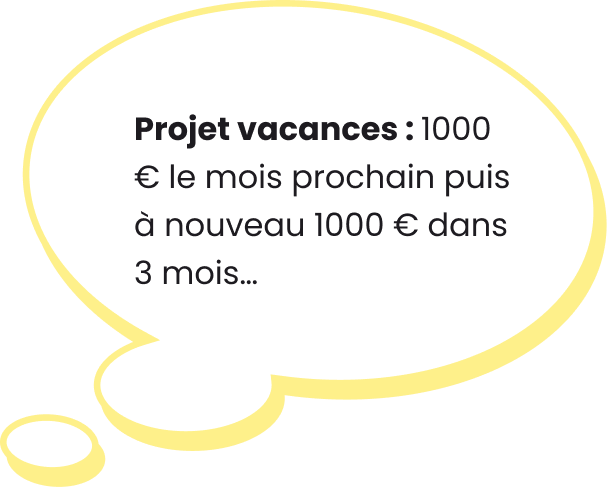 Projet vacances : 1000
€ le mois prochain puis
à nouveau 1000 € dans
3 mois...